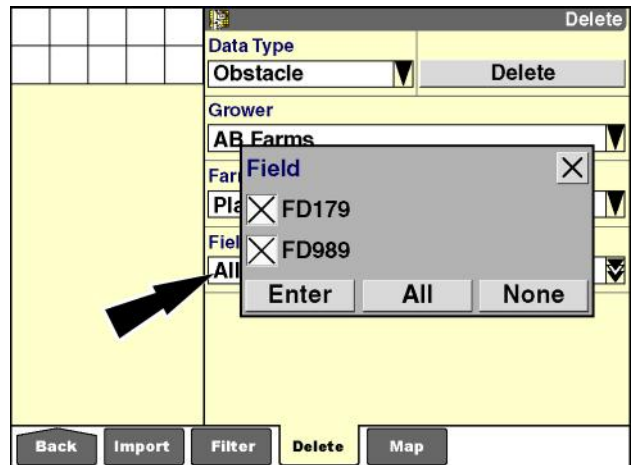 Delete
Data Type
Obstacle
Delete
Grower
AB Farms
Field
FD179
FD989
All
Enter
All
None
Back
Import
Filter
Delete
Map